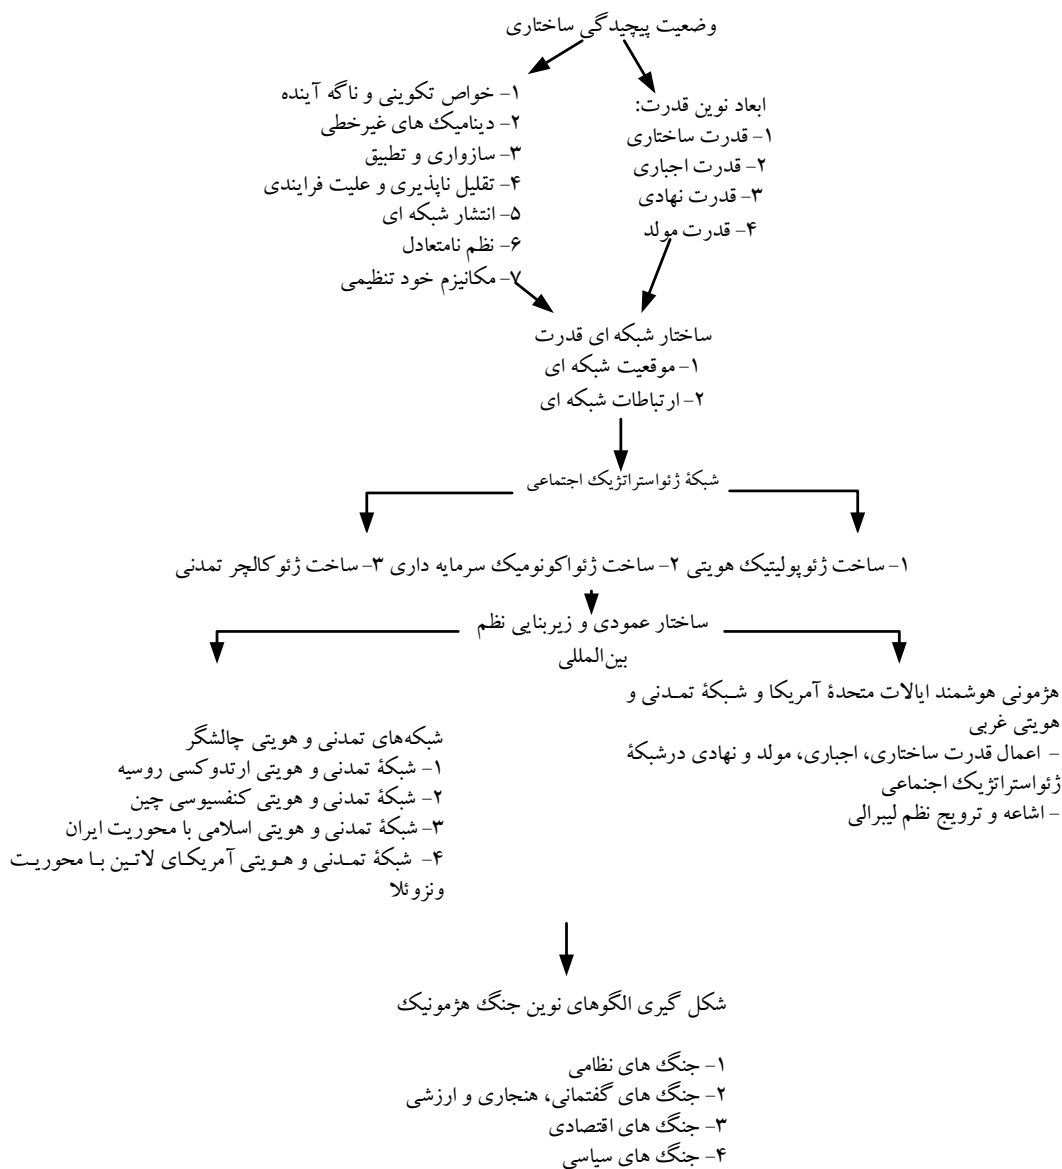 وضعیت پیچیدگی ساختاری
ابعاد نوین قدرت:
۱- قدرت ساختاری
۲- قدرت اجباری
۳- قدرت نهادی
۴- قدرت مولد
۱- خواص تکوینی و ناگه آینده
۲- دینامیک های غیرخطی
۳- سازواری و تطبیق
۴- تقلیل ناپذیری و علیت فرایندی
۵- انتشار شبکه ای
۶- نظم نامتعادل
۷- مکانیزم خود تنظیمی
ساختار شبکه ای قدرت
۱- موقعیت شبکه ای
۲- ارتباطات شبکه ای
شبکۀ ژئواستراتژیک اجتماعی
۱- ساخت ژئوپولیتیک هویتی ۲- ساخت ژئواکونومیک سرمایه داری ۳- ساخت ژئوکالچر تمدنی
ساختار عمودی و زیربنایی نظم
بین‌المللی
هژمونی هوشمند ایالات متحدۀ آمریکا و شبکۀ تمدنی و
هویتی غربی
- اعمال قدرت ساختاری، اجباری، مولد و نهادی درشبکۀ
ژئواستراتژیک اجتماعی
- اشاعه و ترویج نظم لیبرالی
شبکه‌های تمدنی و هویتی چالشگر
۱- شبکۀ تمدنی و هویتی ارتدوکسی روسیه
۲- شبکۀ تمدنی و هویتی کنفسیوسی چین
۳- شبکۀ تمدنی و هویتی اسلامی با محوریت ایران
۴- شبکۀ تمدنی و هویتی آمریکای لاتین با محوریت
ونزوئلا
شکل گیری الگوهای نوین جنگ هژمونیک
۱- جنگ های نظامی
۲- جنگ های گفتمانی، هنجاری و ارزشی
۳- جنگ های اقتصادی
۴- جنگ های سیاسی